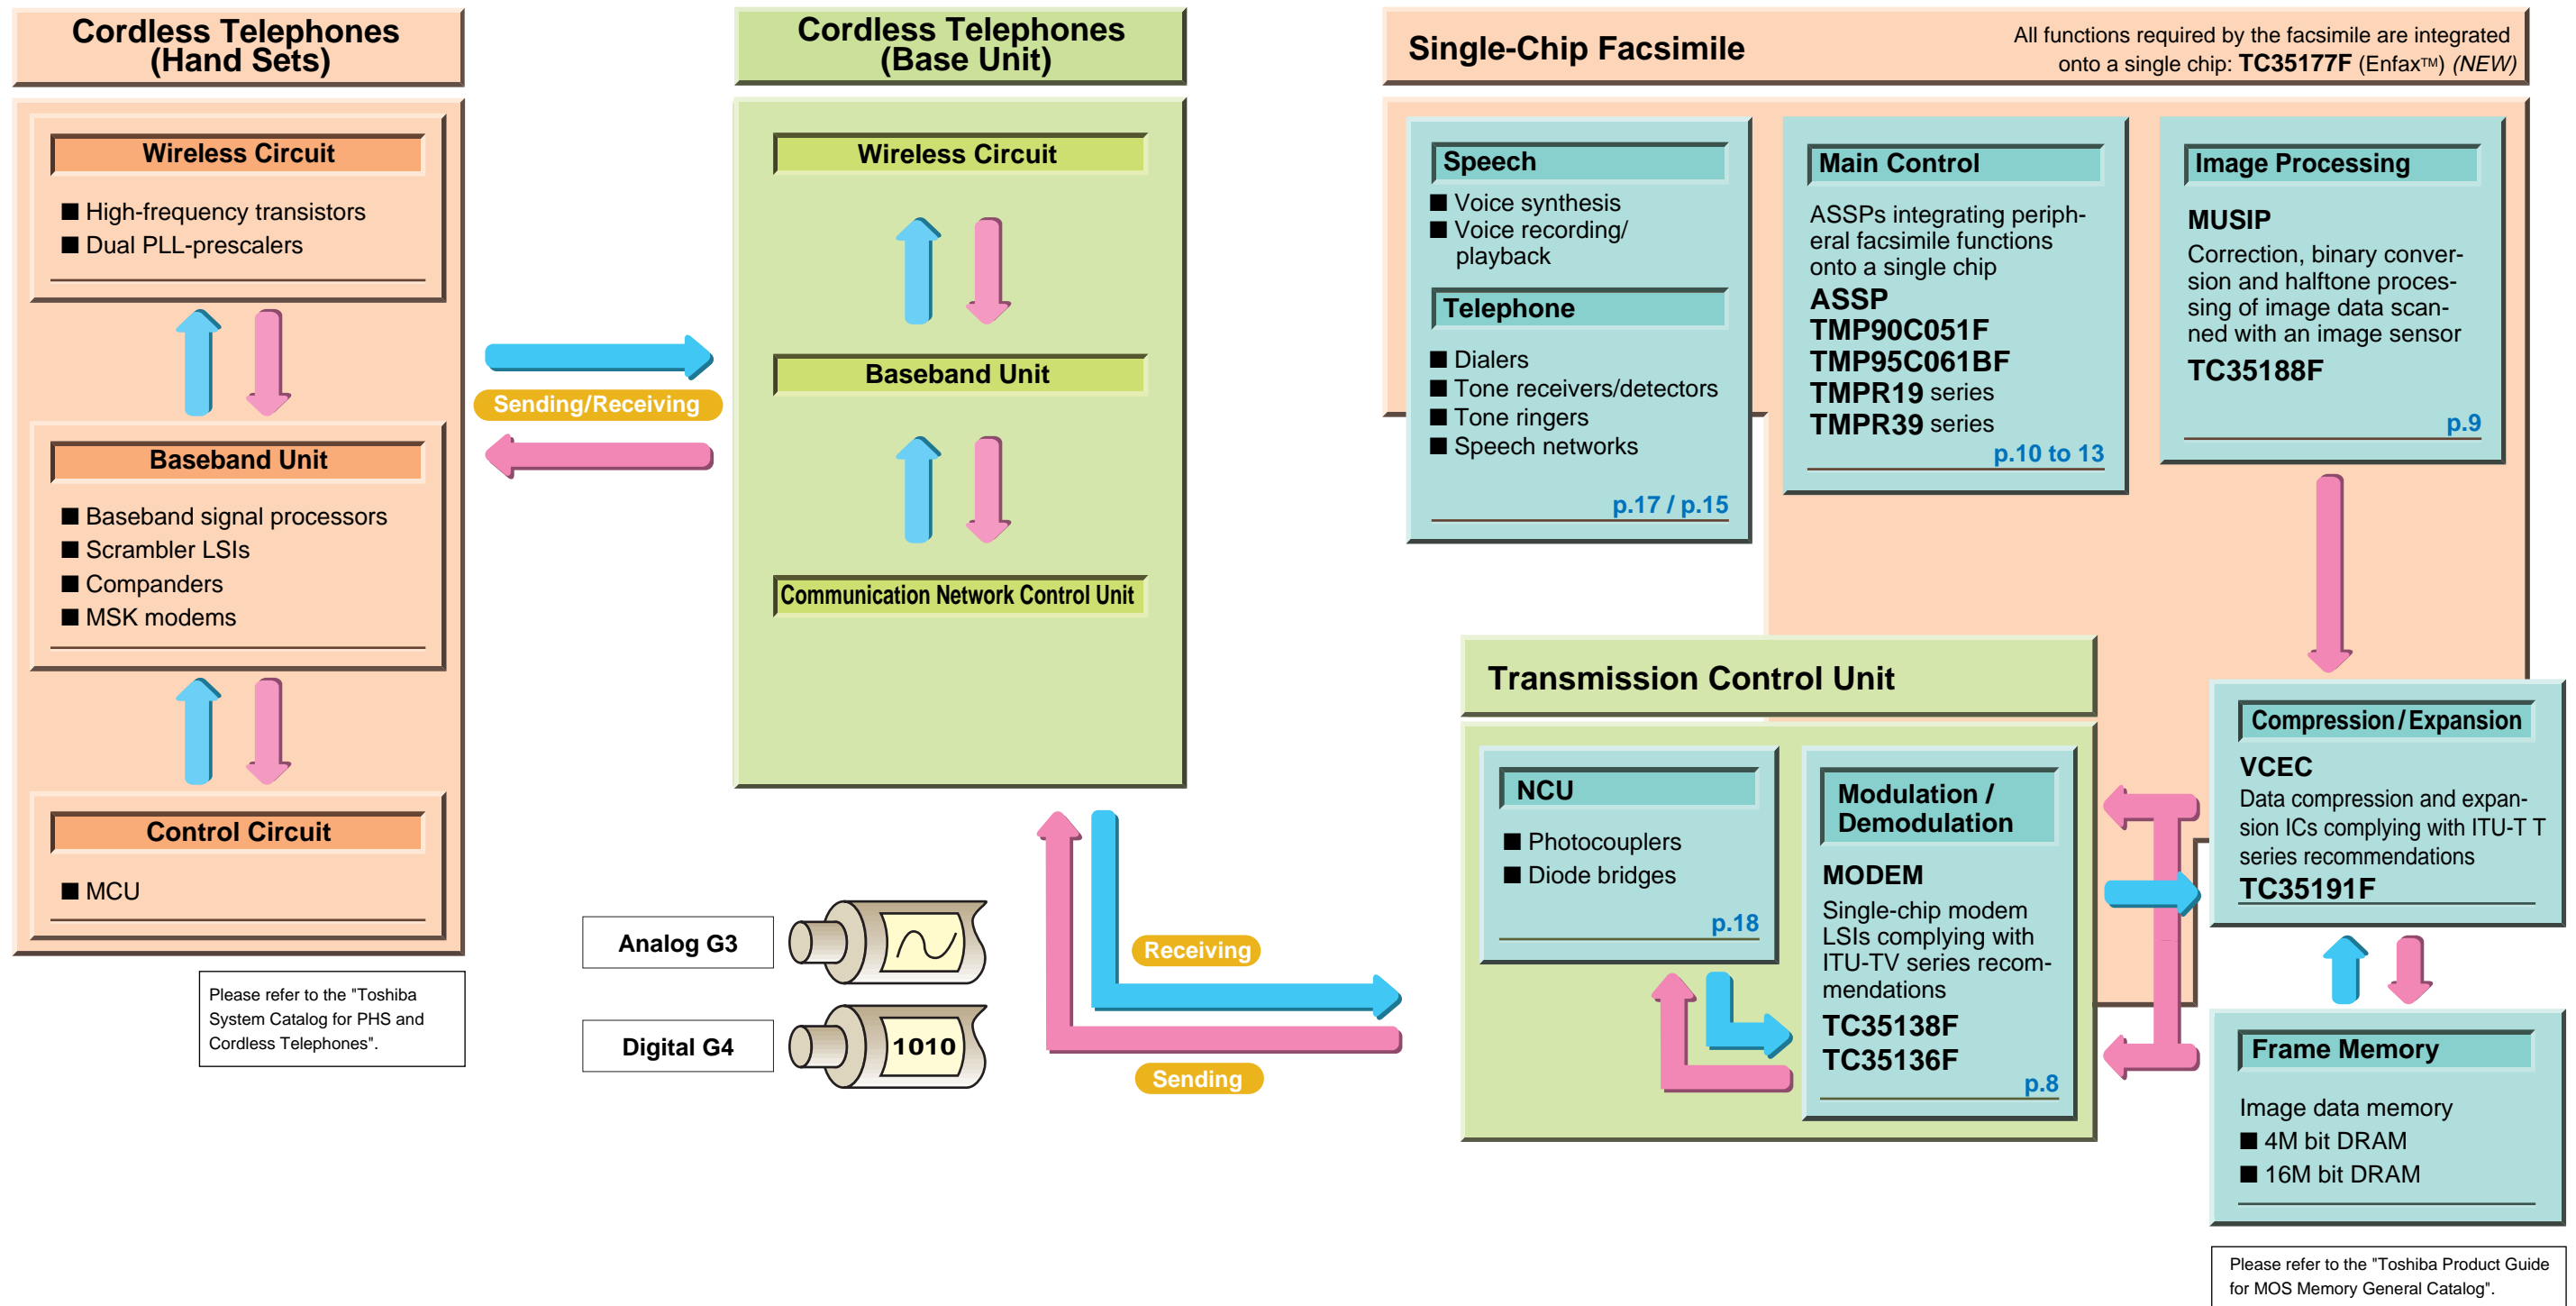 Cordless Telephones
(Hand Sets)
Wireless Circuit
■ High-frequency transistors
■ Dual PLL-prescalers
Baseband Unit
■ Baseband signal processors
■ Scrambler LSIs
■ Companders
■ MSK modems
Control Circuit
■ MCU
Please refer to the "Toshiba
System Catalog for PHS and
Cordless Telephones".
Sending/Receiving
Cordless Telephones
(Base Unit)
Wireless Circuit
Baseband Unit
Communication Network Control Unit
Analog G3
Digital G4
1010
Receiving
Sending
Single-Chip Facsimile
All functions required by the facsimile are integrated
onto a single chip: TC35177F (Enfax™) (NEW)
Speech
■ Voice synthesis
■ Voice recording/
playback
Telephone
■ Dialers
■ Tone receivers/detectors
■ Tone ringers
■ Speech networks
p.17 / p.15
Main Control
ASSPs integrating periph-
eral facsimile functions
onto a single chip
ASSP
TMP90C051F
TMP95C061BF
TMPR19 series
TMPR39 series
p.10 to 13
Image Processing
MUSIP
Correction, binary conver-
sion and halftone proces-
sing of image data scan-
ned with an image sensor
TC35188F
p.9
Transmission Control Unit
NCU
■ Photocouplers
■ Diode bridges
p.18
Modulation /
Demodulation
MODEM
Single-chip modem
LSIs complying with
ITU-TV series recom-
mendations
TC35138F
TC35136F
p.8
Compression / Expansion
VCEC
Data compression and expan-
sion ICs complying with ITU-T T
series recommendations
TC35191F
Frame Memory
Image data memory
■ 4M bit DRAM
■ 16M bit DRAM
Please refer to the "Toshiba Product Guide
for MOS Memory General Catalog".